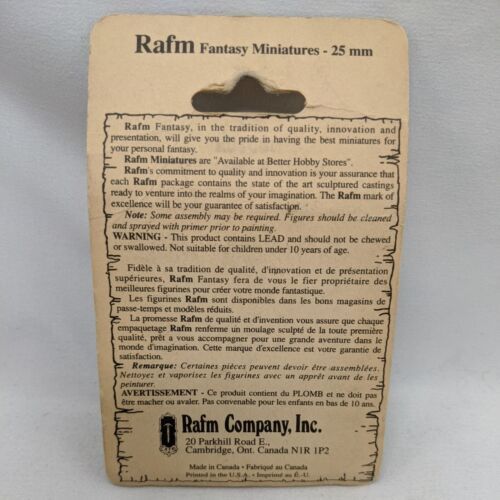 Rafm Fantasy Miniatures - 25 mm
Rafm Fantasy, in the tradition of quality, innovation and
presentation, will give you the pride in having the best miniatures for
your personal fantasy.
Rafm Miniatures are "Available at Better Hobby Stores".
Rafm's commitment to quality and innovation is your assurance that
each Rafm package contains the state of the art sculptured castings
ready to venture into the realms of your imagination. The Rafm mark of
excellence will be your guarantee of satisfaction.
Note: Some assembly may be required. Figures should be cleaned
and sprayed with primer prior to painting.
WARNING - This product contains LEAD and should not be chewed
or swallowed. Not suitable for children under 10 years of age.
Fidèle à sa tradition de qualité, d'innovation et de présentation
supérieures, Rafm Fantasy fera de vous le fier propriétaire des
meilleures figurines pour créer votre monde fantastique.
Les figurines Rafm sont disponibles dans les bons magasins de
passe-temps et modèles réduits.
La promesse Rafm de qualité et d'invention vous assure que chaque
empaquetage Rafm renferme un moulage sculpté de la toute première
qualité, prêt a vous accompagner pour une grande aventure dans le
monde d'imagination. Cette marque d'excellence est votre garantie de
satisfaction.
Remarque: Certaines pièces peuvent devoir être assemblées.
Nettoyez et vaporisez les figurines avec un apprêt avant de les
peinturer.
AVERTISSEMENT - Ce produit contient du PLOMB et ne doit pas
être macher ou avaler. Pas convenable pour les enfants en bas de 10 ans.
Rafm Company, Inc.
20 Parkhill Road E.,
Cambridge, Ont. Canada N1R 1P2
Made in Canada • Fabriqué au Canada
Printed in the U.S.A. • Imprimé au É.-U.